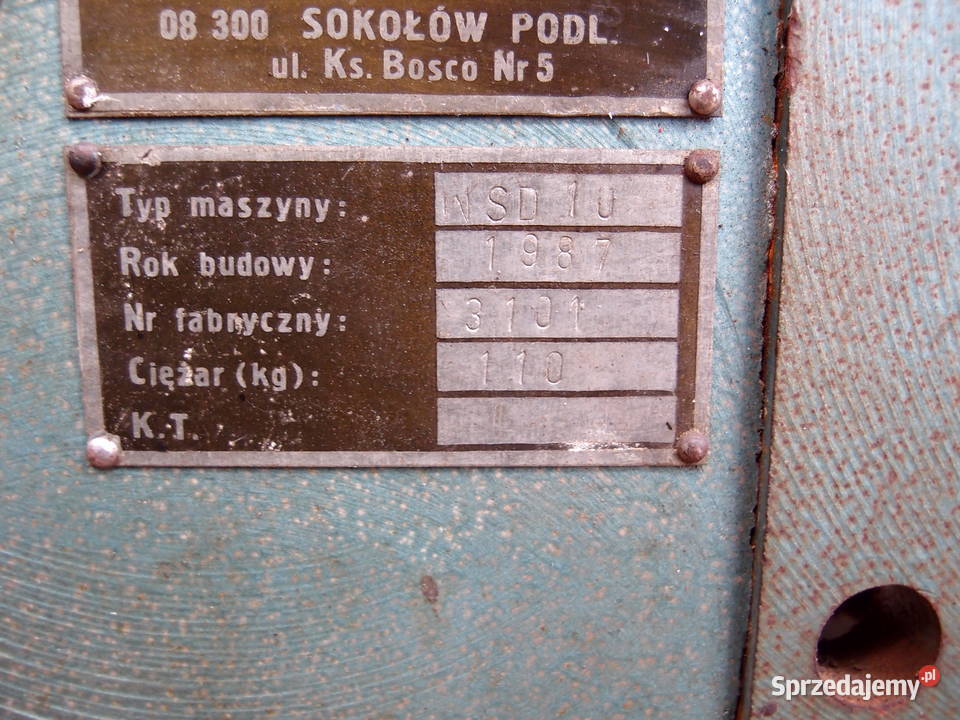 08 300 SOKOŁÓW PODL.
ul. Ks. Bosco Nr 5
Typ maszyny: WSD 10
Rok budowy: 1987
Nr fabryczny: 3101
Ciężar (kg): 110
K.T.
Sprzedajemy.pl